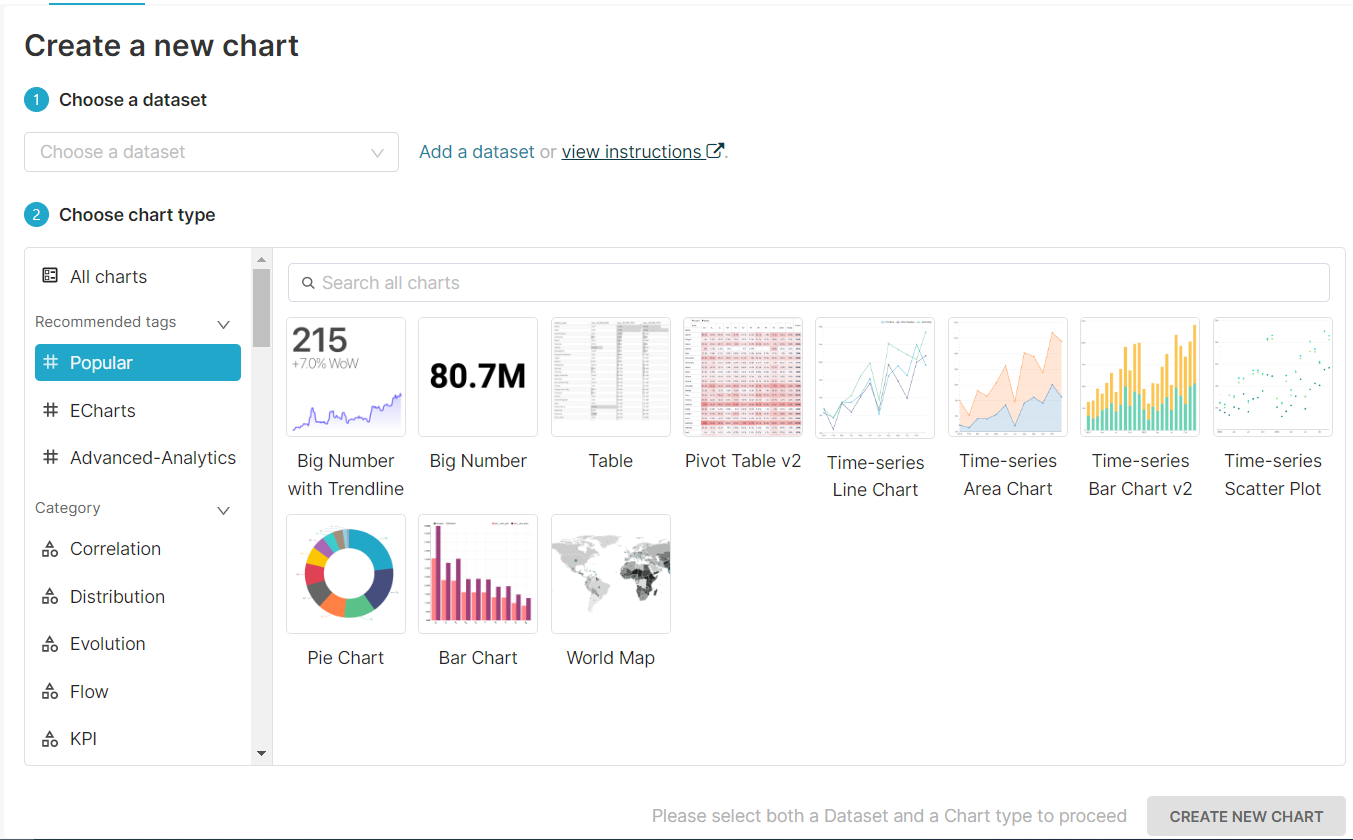 Create a new chart
1 Choose a dataset
Choose a dataset
Add a dataset or view instructions.
2 Choose chart type
All charts
Recommended tags
Popular
ECharts
Advanced-Analytics
Category
Correlation
Distribution
Evolution
Flow
KPI
Search all charts
215
+7.0% WoW
80.7M
Big Number
with Trendline
Big Number
Table
Pivot Table v2
Time-series
Line Chart
Time-series
Area Chart
Time-series
Bar Chart v2
Time-series
Scatter Plot
Pie Chart
Bar Chart
World Map
Please select both a Dataset and a Chart type to proceed
CREATE NEW CHART